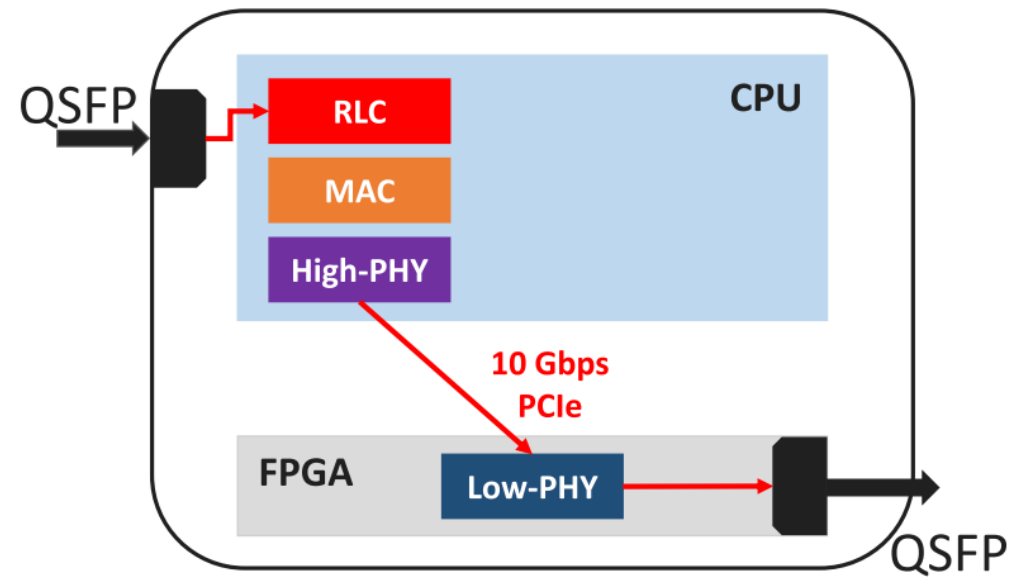 QSFP
CPU
RLC
MAC
High-PHY
10 Gbps
PCIe
FPGA
Low-PHY
QSFP